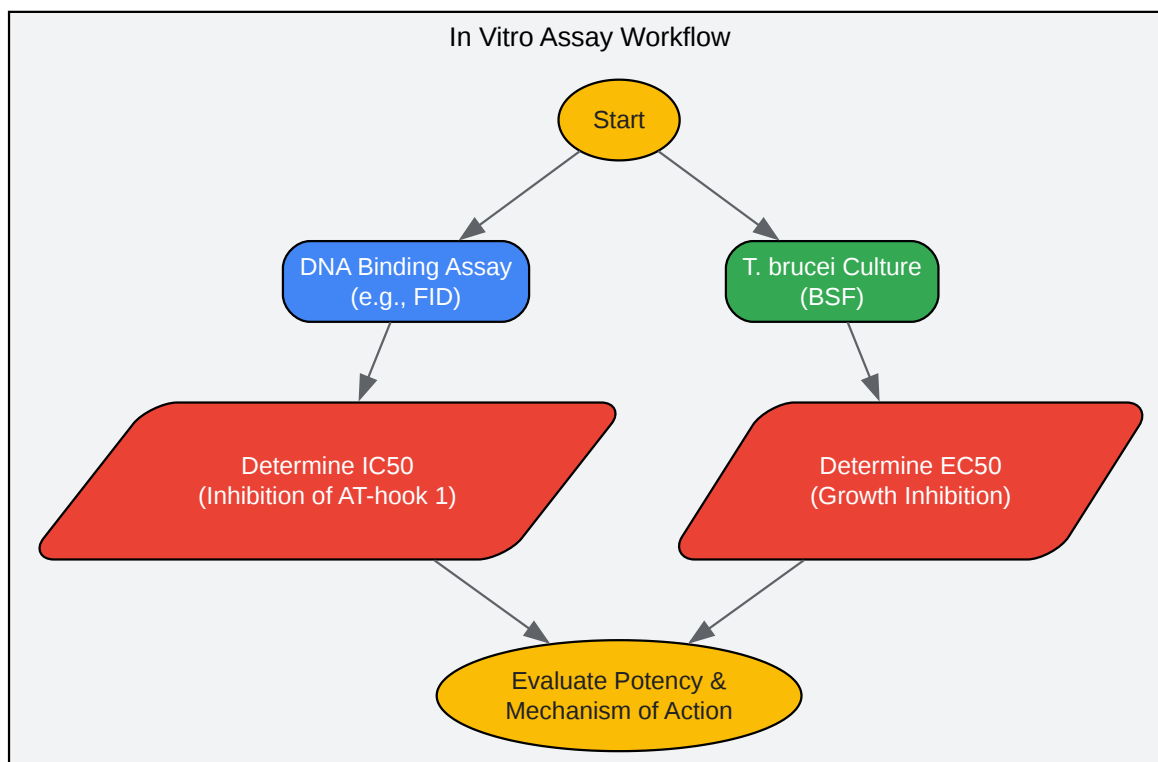 In Vitro Assay Workflow
Start
DNA Binding Assay
(e.g., FID)
T. brucei Culture
(BSF)
Determine IC50
(Inhibition of AT-hook 1)
Determine EC50
(Growth Inhibition)
Evaluate Potency &
Mechanism of Action